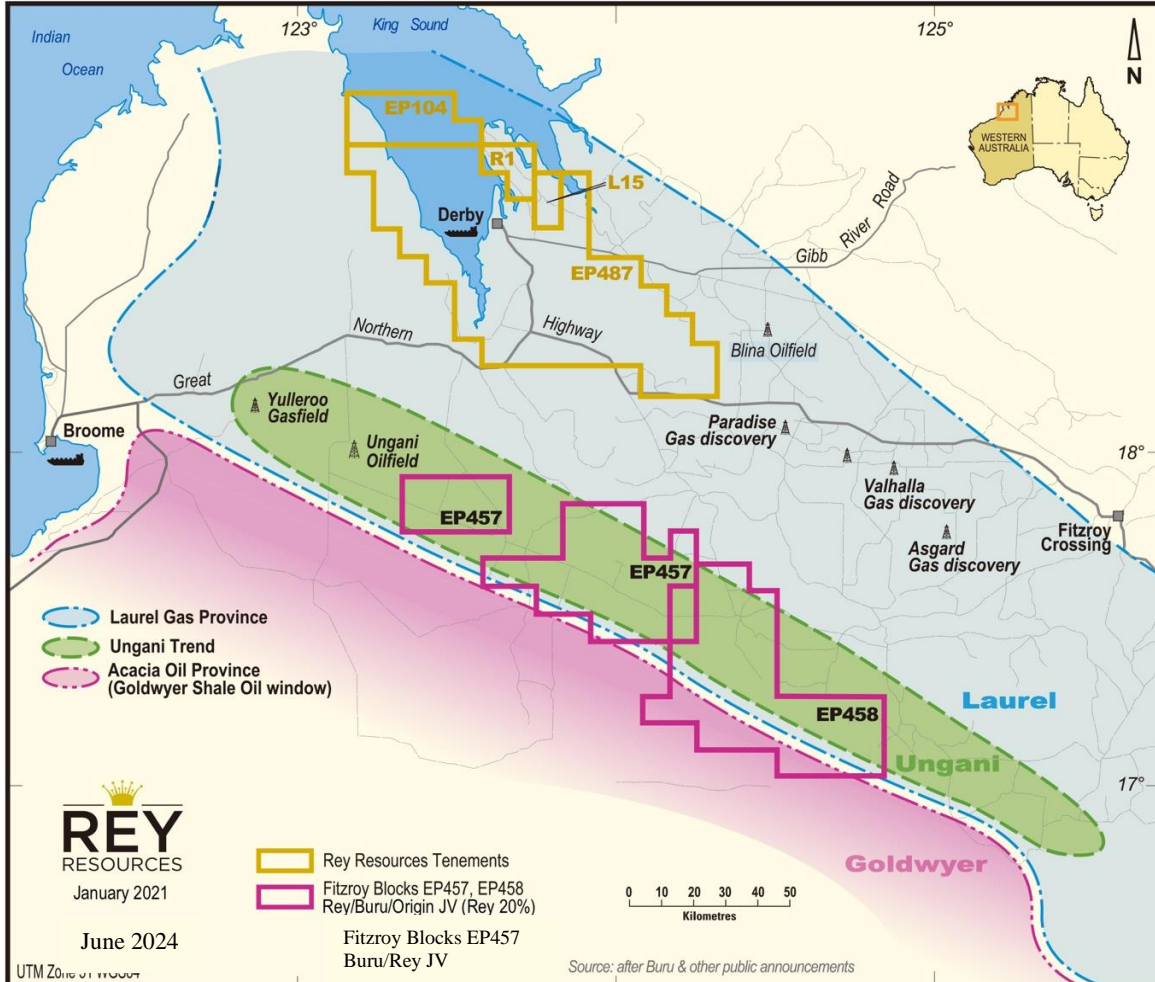 123°
125°
King Sound
Indian
Ocean
N
WESTERN
AUSTRALIA
EP104
R1
L15
Derby
EP487
Gibb River Road
Great Northern Highway
Blina Oilfield
Yulleroo
Gasfield
Broome
Ungani
Oilfield
Paradise
Gas discovery
18°
Valhalla
Gas discovery
Fitzroy
Crossing
Asgard
Gas discovery
EP457
EP457
EP458
Laurel
Ungani
Goldwyer
17°
Laurel Gas Province
Ungani Trend
Acacia Oil Province
(Goldwyer Shale Oil window)
REY
RESOURCES
January 2021
June 2024
Rey Resources Tenements
Fitzroy Blocks EP457, EP458
Rey/Buru/Origin JV (Rey 20%)
Fitzroy Blocks EP457
Buru/Rey JV
0 10 20 30 40 50
Kilometres
UTM Zone
Source: after Buru & other public announcements